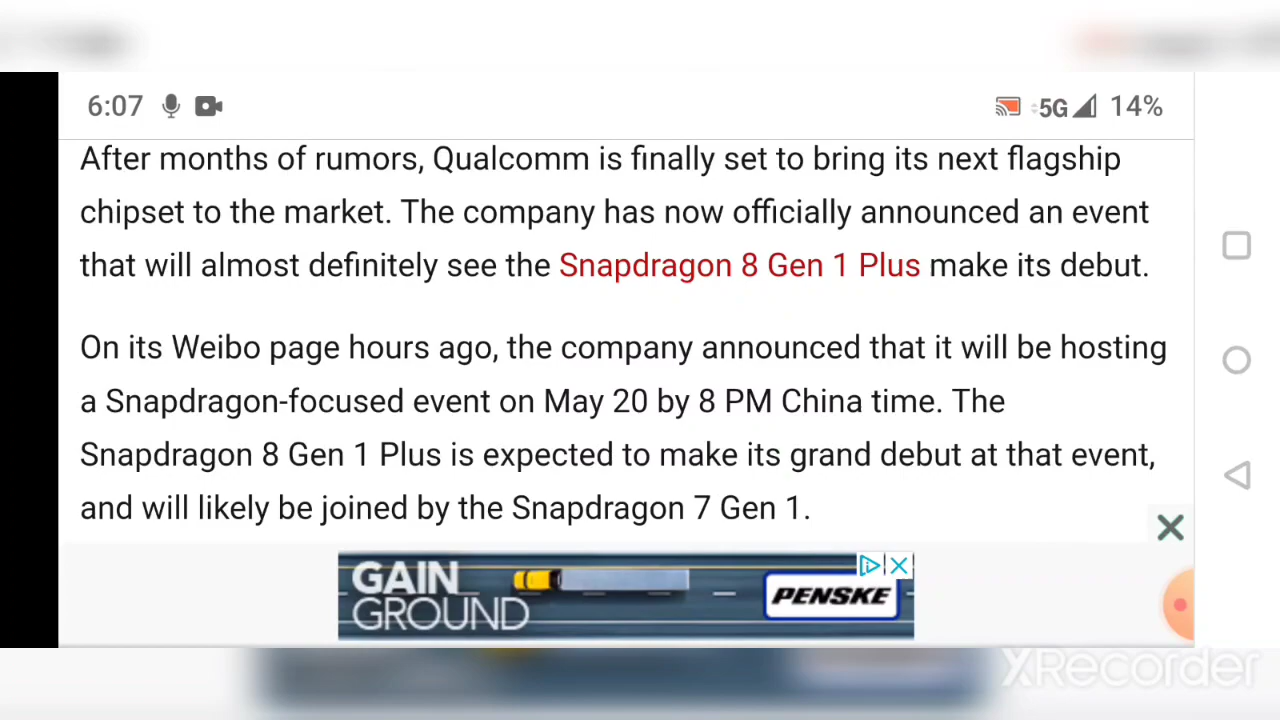 6:07 5G 14%
After months of rumors, Qualcomm is finally set to bring its next flagship
chipset to the market. The company has now officially announced an event
that will almost definitely see the Snapdragon 8 Gen 1 Plus make its debut.
On its Weibo page hours ago, the company announced that it will be hosting
a Snapdragon-focused event on May 20 by 8 PM China time. The
Snapdragon 8 Gen 1 Plus is expected to make its grand debut at that event,
and will likely be joined by the Snapdragon 7 Gen 1.
GAIN
GROUND
PENSKE
XRecorder